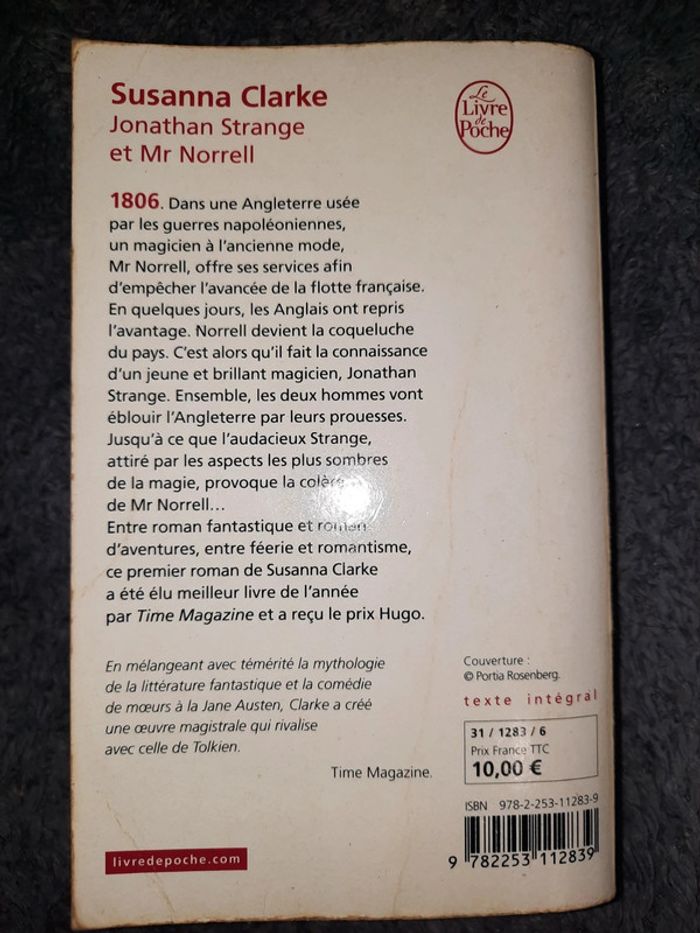 Susanna Clarke
Jonathan Strange
et Mr Norrell
Le
Livre
de
Poche
1806. Dans une Angleterre usée
par les guerres napoléoniennes,
un magicien à l'ancienne mode,
Mr Norrell, offre ses services afin
d'empêcher l'avancée de la flotte française.
En quelques jours, les Anglais ont repris
l'avantage. Norrell devient la coqueluche
du pays. C'est alors qu'il fait la connaissance
d'un jeune et brillant magicien, Jonathan
Strange. Ensemble, les deux hommes vont
éblouir l'Angleterre par leurs prouesses.
Jusqu'à ce que l'audacieux Strange,
attiré par les aspects les plus sombres
de la magie, provoque la colère
de Mr Norrell...
Entre roman fantastique et roman
d'aventures, entre féerie et romantisme,
ce premier roman de Susanna Clarke
a été élu meilleur livre de l'année
par Time Magazine et a reçu le prix Hugo.
En mélangeant avec témérité la mythologie
de la littérature fantastique et la comédie
de mœurs à la Jane Austen, Clarke a créé
une œuvre magistrale qui rivalise
avec celle de Tolkien.
Time Magazine.
livredepoche.com
Couverture :
© Portia Rosenberg.
texte intégral
31 / 1283 / 6
Prix France TTC
10,00 €
ISBN 978-2-253-11283-9
9 782253 112839